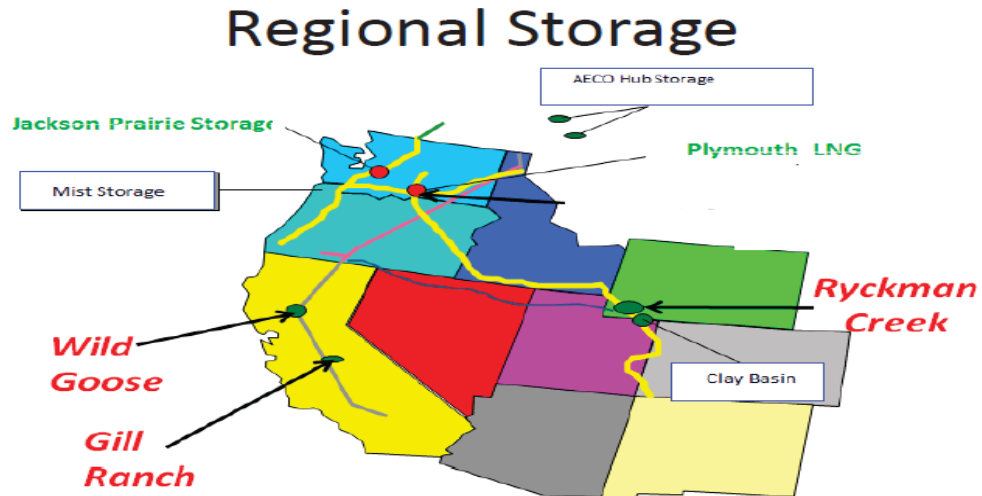 Regional Storage
AECO Hub Storage
Jackson Prairie Storage
Plymouth LNG
Mist Storage
Ryckman
Creek
Wild
Goose
Clay Basin
Gill
Ranch